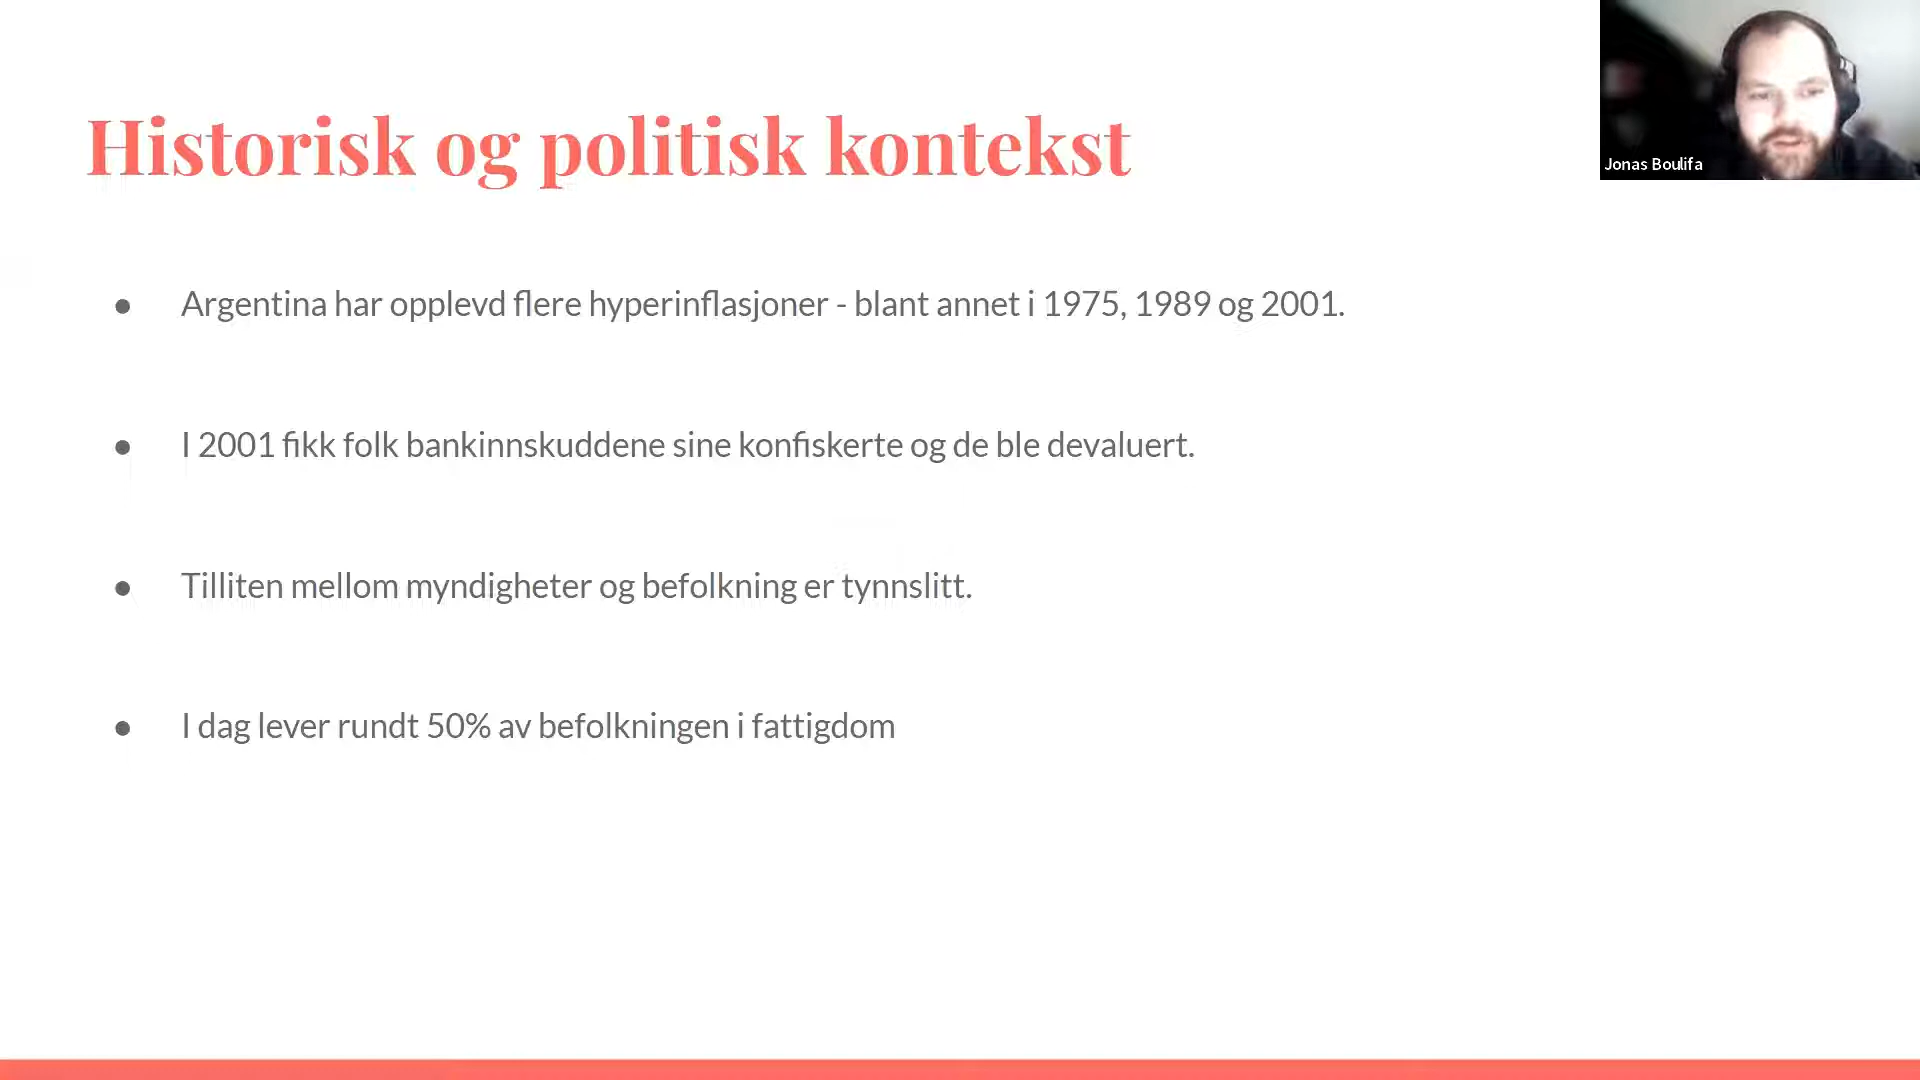 Historisk og politisk kontekst
Jonas Boulifa
● Argentina har opplevd flere hyperinflasjoner - blant annet i 1975, 1989 og 2001.
● I 2001 fikk folk bankinnskuddene sine konfiskerte og de ble devaluert.
● Tilliten mellom myndigheter og befolkning er tynnslitt.
● I dag lever rundt 50% av befolkningen i fattigdom